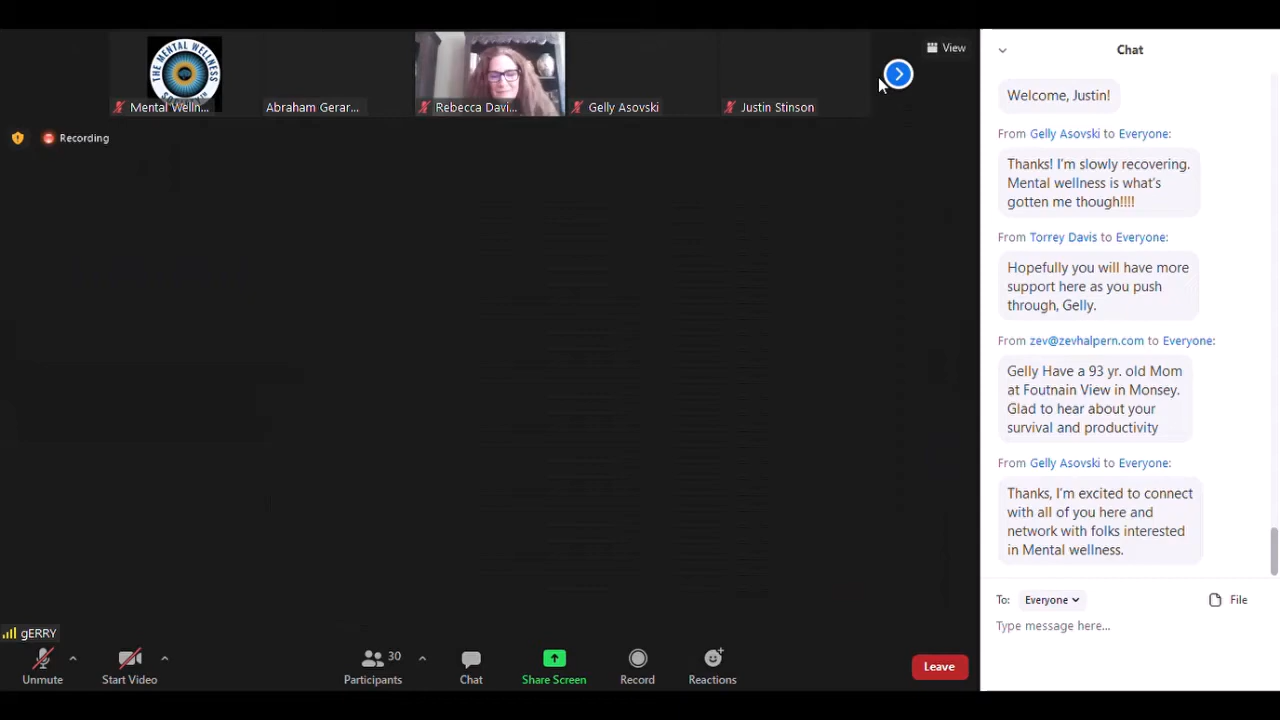 View
THE MENTAL WELLNESS
Mental Welln...
Abraham Gerar...
Rebecca Davi...
Gelly Asovski
Justin Stinson
Recording
gERRY
Unmute
Start Video
30
Participants
Chat
Share Screen
Record
Reactions
Leave
Chat
Welcome, Justin!
From Gelly Asovski to Everyone:
Thanks! I'm slowly recovering.
Mental wellness is what's
gotten me though!!!!
From Torrey Davis to Everyone:
Hopefully you will have more
support here as you push
through, Gelly.
From zev@zevhalpern.com to Everyone:
Gelly Have a 93 yr. old Mom
at Foutnain View in Monsey.
Glad to hear about your
survival and productivity
From Gelly Asovski to Everyone:
Thanks, I'm excited to connect
with all of you here and
network with folks interested
in Mental wellness.
To: Everyone
File
Type message here...